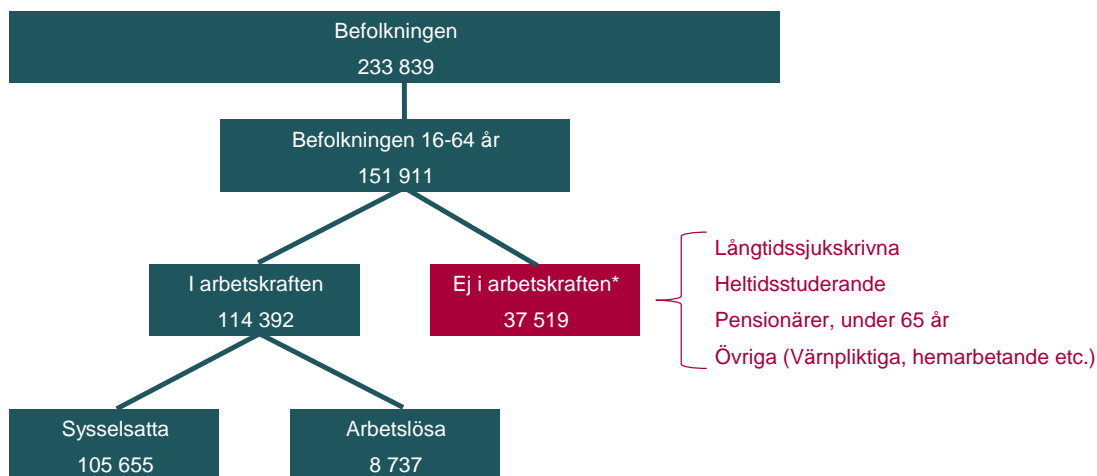 Befolkningen
233 839
Befolkningen 16-64 år
151 911
I arbetskraften
114 392
Ej i arbetskraften*
37 519
Långtidssjukskrivna
Heltidsstuderande
Pensionärer, under 65 år
Övriga (Värnpliktiga, hemarbetande etc.)
Sysselsatta
105 655
Arbetslösa
8 737